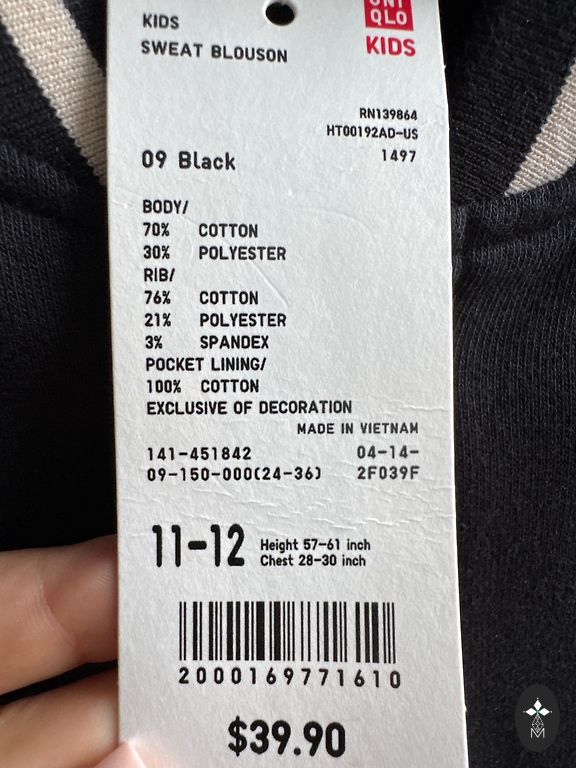 KIDS
SWEAT BLOUSON
UNI
QLO
KIDS
RN139864
HT00192AD-US
09 Black
1497
BODY/
70% COTTON
30% POLYESTER
RIB/
76% COTTON
21% POLYESTER
3% SPANDEX
POCKET LINING/
100% COTTON
EXCLUSIVE OF DECORATION
MADE IN VIETNAM
141-451842 04-14-
09-150-000(24-36) 2F039F
11-12
Height 57-61 inch
Chest 28-30 inch
2000169771610
$39.90
M